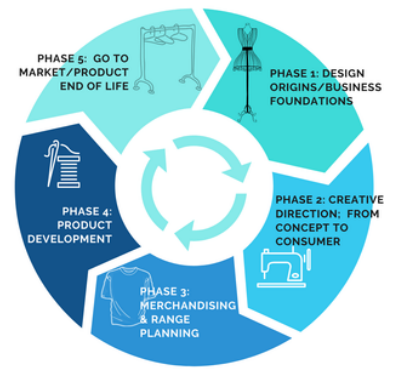 PHASE 1: DESIGN
ORIGINS/BUSINESS
FOUNDATIONS
PHASE 2: CREATIVE
DIRECTION; FROM
CONCEPT TO
CONSUMER
PHASE 3:
MERCHANDISING
& RANGE
PLANNING
PHASE 4:
PRODUCT
DEVELOPMENT
PHASE 5: GO TO
MARKET/PRODUCT
END OF LIFE